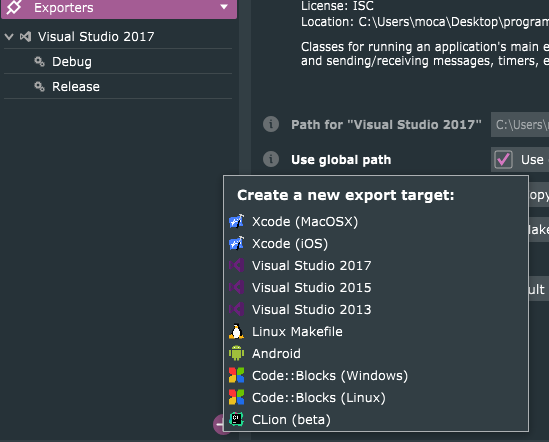 Exporters
Visual Studio 2017
Debug
Release
License: ISC
Location: C:\Users\moca\Desktop\program
Classes for running an application's main e
and sending/receiving messages, timers, e
Path for "Visual Studio 2017"
C:\Users\m
Use global path
Use
Create a new export target:
Xcode (MacOSX)
Xcode (iOS)
Visual Studio 2017
Visual Studio 2015
Visual Studio 2013
Linux Makefile
Android
Code::Blocks (Windows)
Code::Blocks (Linux)
CLion (beta)